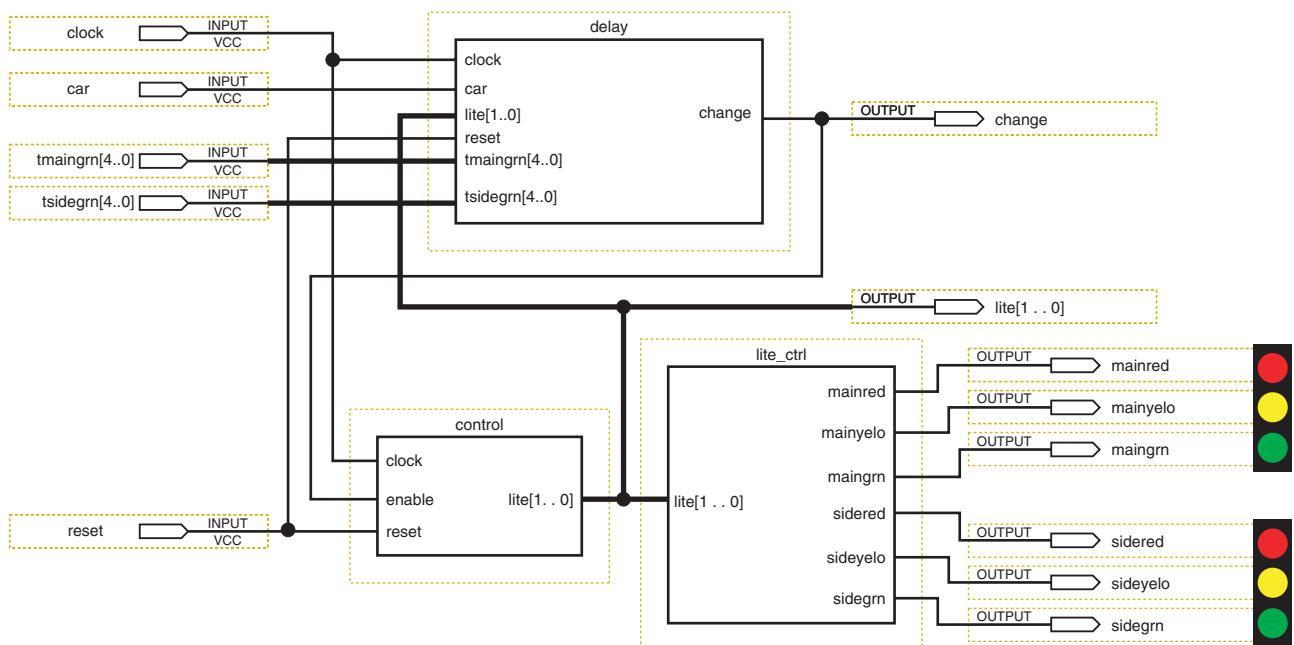 clock
INPUT
VCC
car
INPUT
VCC
tmaingrn[4..0]
INPUT
VCC
tsidegrn[4..0]
INPUT
VCC
reset
INPUT
VCC
delay
clock
car
lite[1..0]
reset
tmaingrn[4..0]
tsidegrn[4..0]
change
OUTPUT
change
OUTPUT
lite[1 . . 0]
control
clock
enable
reset
lite[1. . 0]
lite_ctrl
lite[1 . . 0]
mainred
mainyelo
maingrn
sidered
sideyelo
sidegrn
OUTPUT
mainred
OUTPUT
mainyelo
OUTPUT
maingrn
OUTPUT
sidered
OUTPUT
sideyelo
OUTPUT
sidegrn